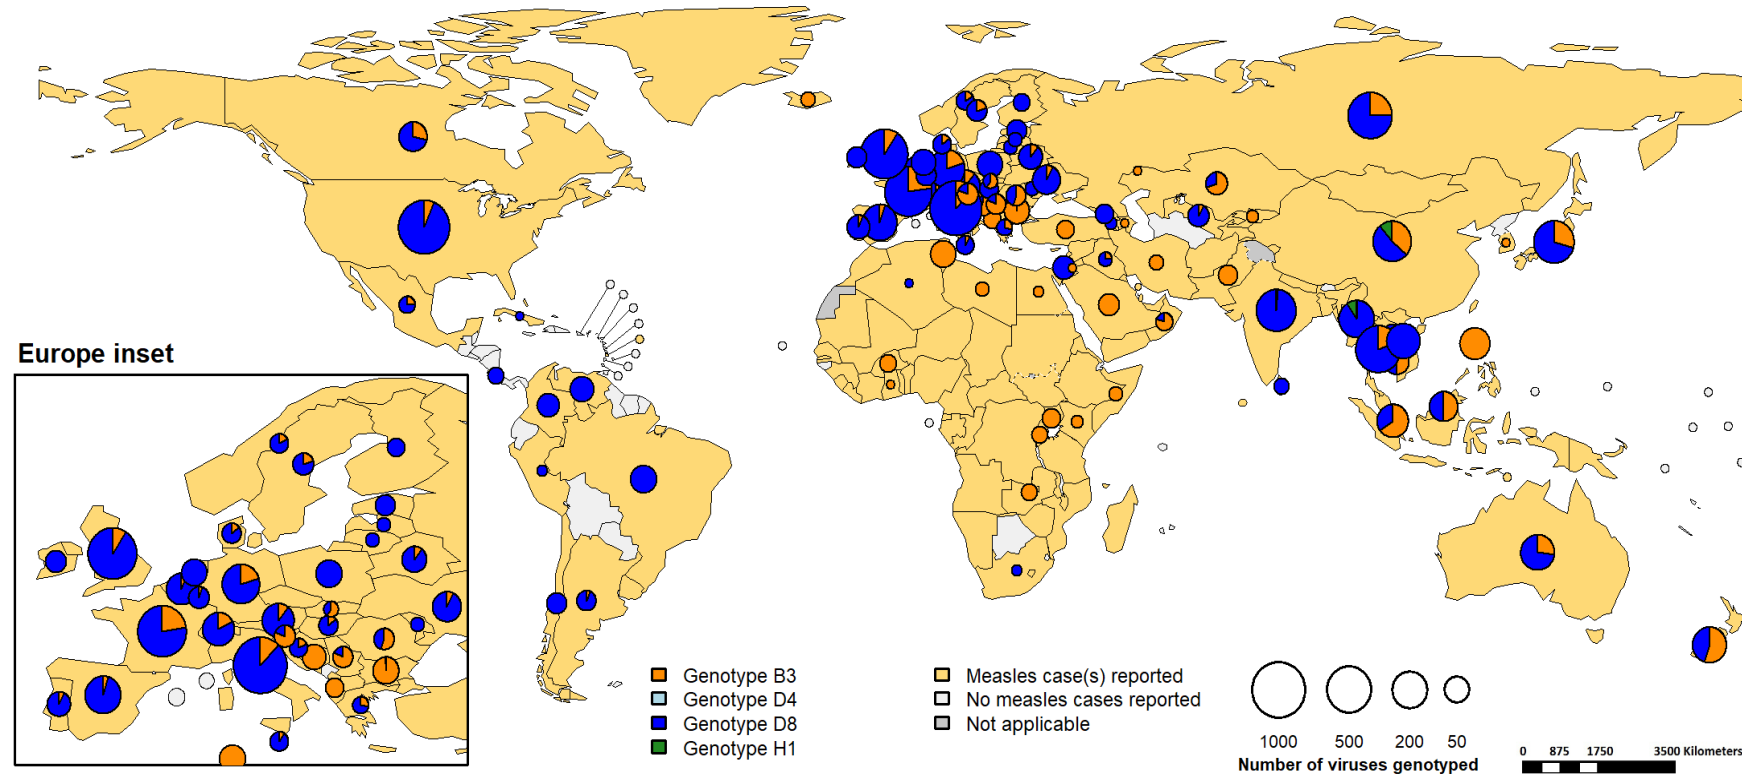 Europe inset
Genotype B3
Genotype D4
Genotype D8
Genotype H1
Measles case(s) reported
No measles cases reported
Not applicable
1000 500 200 50
Number of viruses genotyped
0 875 1750 3500 Kilometers